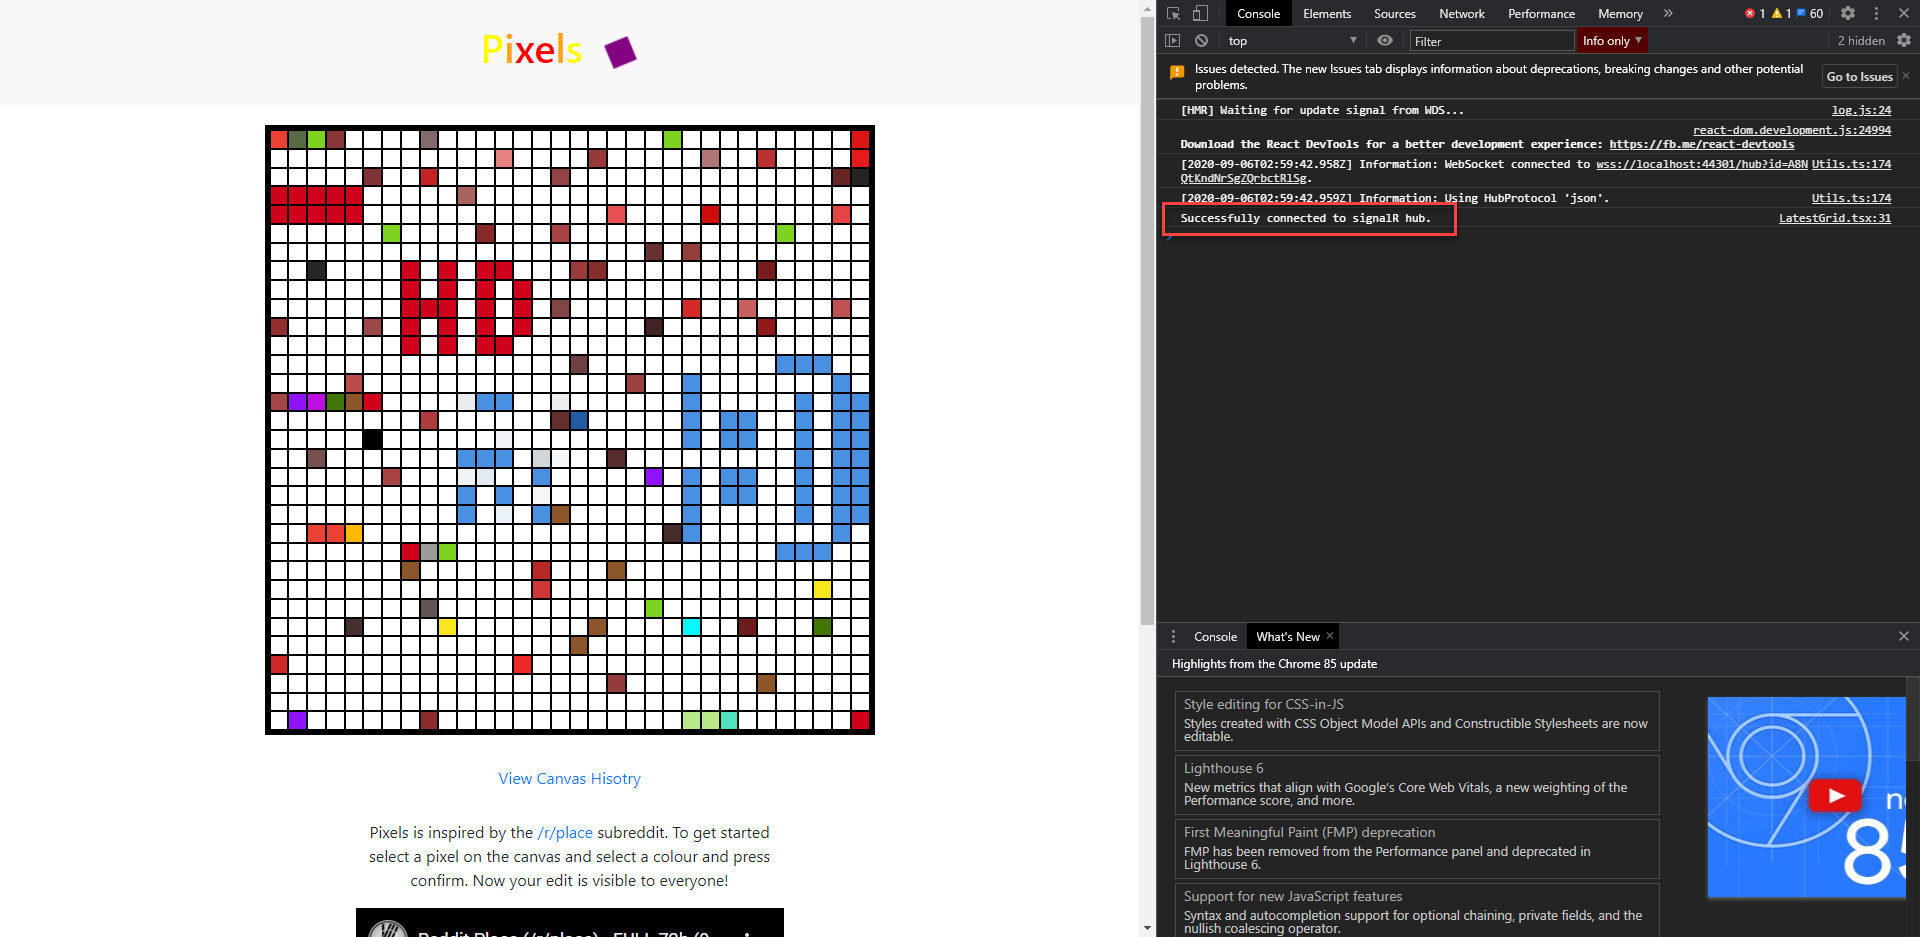 Pixels
View Canvas Hisotry
Pixels is inspired by the /r/place subreddit. To get started
select a pixel on the canvas and select a colour and press
confirm. Now your edit is visible to everyone!
Console Elements Sources Network Performance Memory » 1 1 60
top Filter Info only 2 hidden
Issues detected. The new Issues tab displays information about deprecations, breaking changes and other potential
problems.
Go to Issues
[HMR] Waiting for update signal from WDS... log.js:24
react-dom.development.js:24994
Download the React DevTools for a better development experience: https://fb.me/react-devtools
[2020-09-06T02:59:42.958Z] Information: WebSocket connected to wss://localhost:44301/hub?id=A8N Utils.ts:174
QtKndNrSgZQrbctRlSg.
[2020-09-06T02:59:42.959Z] Information: Using HubProtocol 'json'. Utils.ts:174
Successfully connected to signalR hub. LatestGrid.tsx:31
Console What's New
Highlights from the Chrome 85 update
Style editing for CSS-in-JS
Styles created with CSS Object Model APIs and Constructible Stylesheets are now
editable.
Lighthouse 6
New metrics that align with Google's Core Web Vitals, a new weighting of the
Performance score, and more.
First Meaningful Paint (FMP) deprecation
FMP has been removed from the Performance panel and deprecated in
Lighthouse 6.
Support for new JavaScript features
Syntax and autocompletion support for optional chaining, private fields, and the
nullish coalescing operator.
85